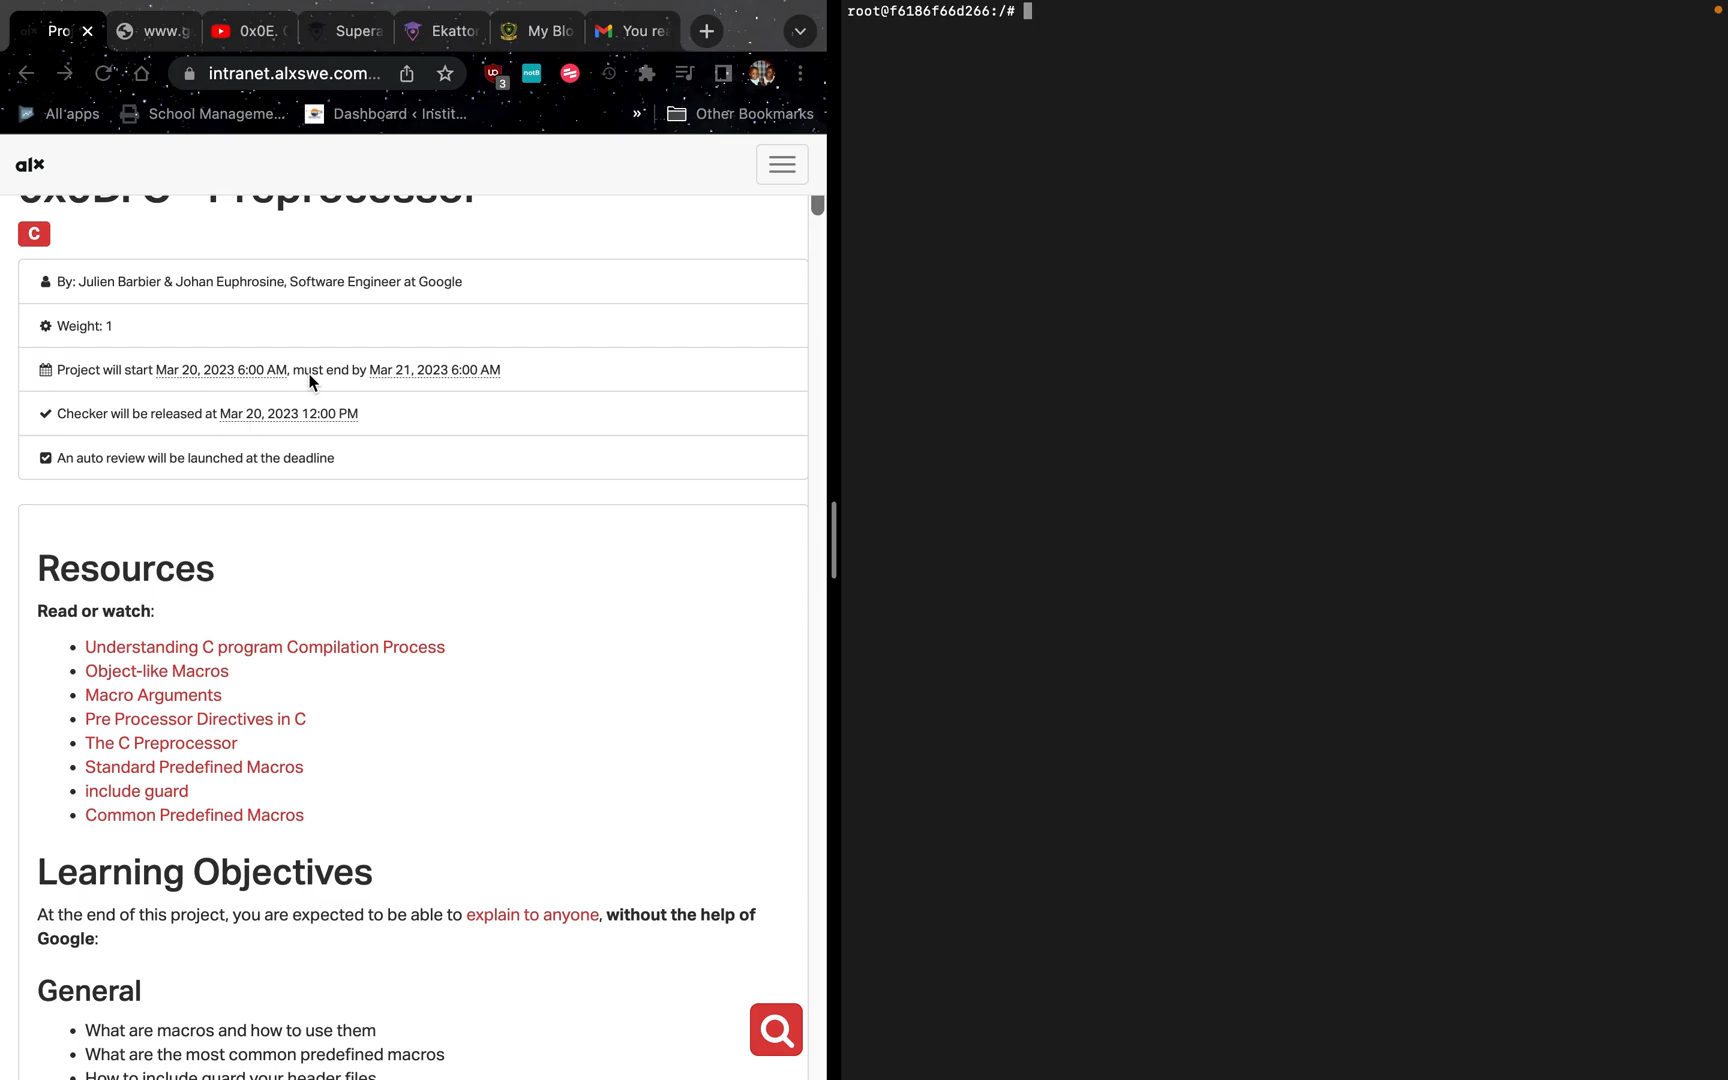 Pro
www.g
0x0E. C
Supera
Ekattor
My Blo
You rea
intranet.alxswe.com...
3
not8
All apps
School Manageme...
Dashboard ‹ Instit...
»
Other Bookmarks
alx
0x0D. C - Preprocessor
C
By: Julien Barbier & Johan Euphrosine, Software Engineer at Google
Weight: 1
Project will start Mar 20, 2023 6:00 AM, must end by Mar 21, 2023 6:00 AM
Checker will be released at Mar 20, 2023 12:00 PM
An auto review will be launched at the deadline
Resources
Read or watch:
• Understanding C program Compilation Process
• Object-like Macros
• Macro Arguments
• Pre Processor Directives in C
• The C Preprocessor
• Standard Predefined Macros
• include guard
• Common Predefined Macros
Learning Objectives
At the end of this project, you are expected to be able to explain to anyone, without the help of
Google:
General
• What are macros and how to use them
• What are the most common predefined macros
• How to include guard your header files
root@f6186f66d266:/#